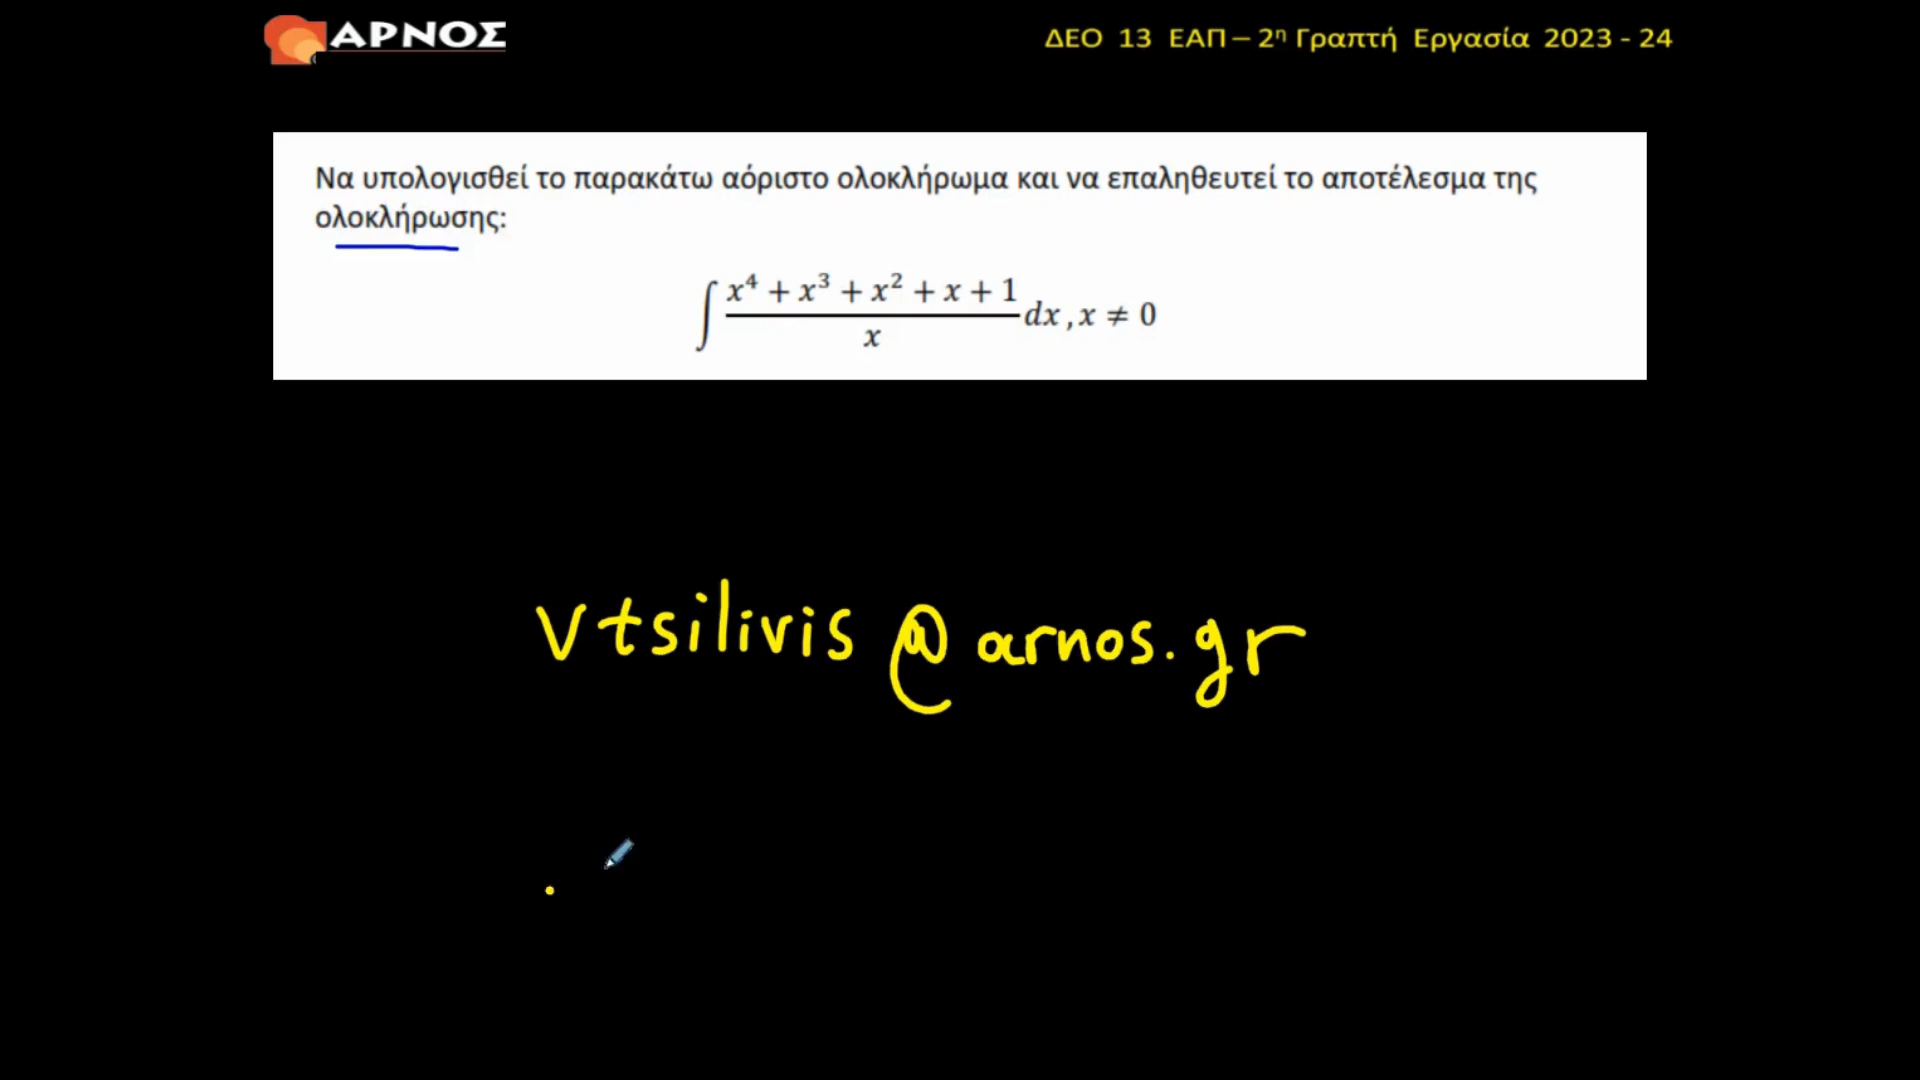 ΑΡΝΟΣ
ΔΕΟ 13 ΕΑΠ – 2η Γραπτή Εργασία 2023 - 24
Να υπολογισθεί το παρακάτω αόριστο ολοκλήρωμα και να επαληθευτεί το αποτέλεσμα της
ολοκλήρωσης:
∫ (x⁴ + x³ + x² + x + 1)/x dx , x ≠ 0
Vtsilivis @ arnos.gr